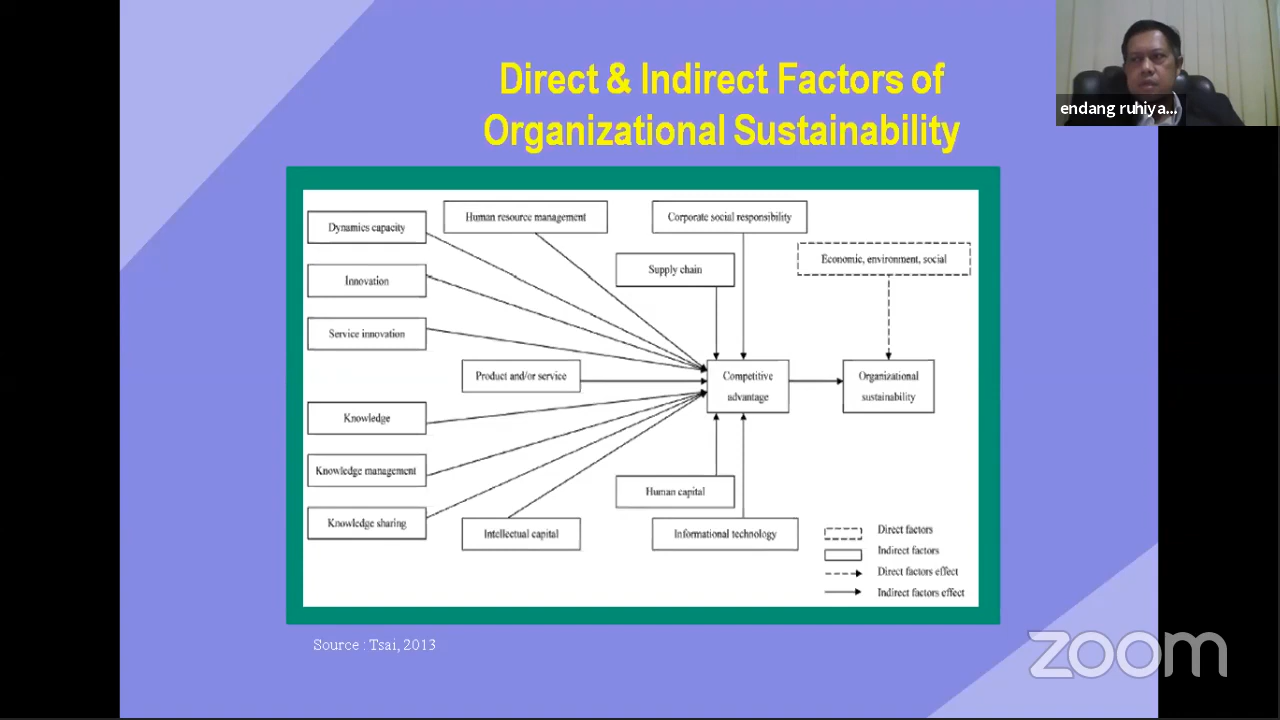 Direct & Indirect Factors of
Organizational Sustainability
endang ruhiya...
Dynamics capacity
Human resource management
Corporate social responsibility
Innovation
Supply chain
Economic, environment, social
Service innovation
Product and/or service
Competitive
advantage
Organizational
sustainability
Knowledge
Knowledge management
Human capital
Knowledge sharing
Intellectual capital
Informational technology
Direct factors
Indirect factors
Direct factors effect
Indirect factors effect
Source : Tsai, 2013
zoom